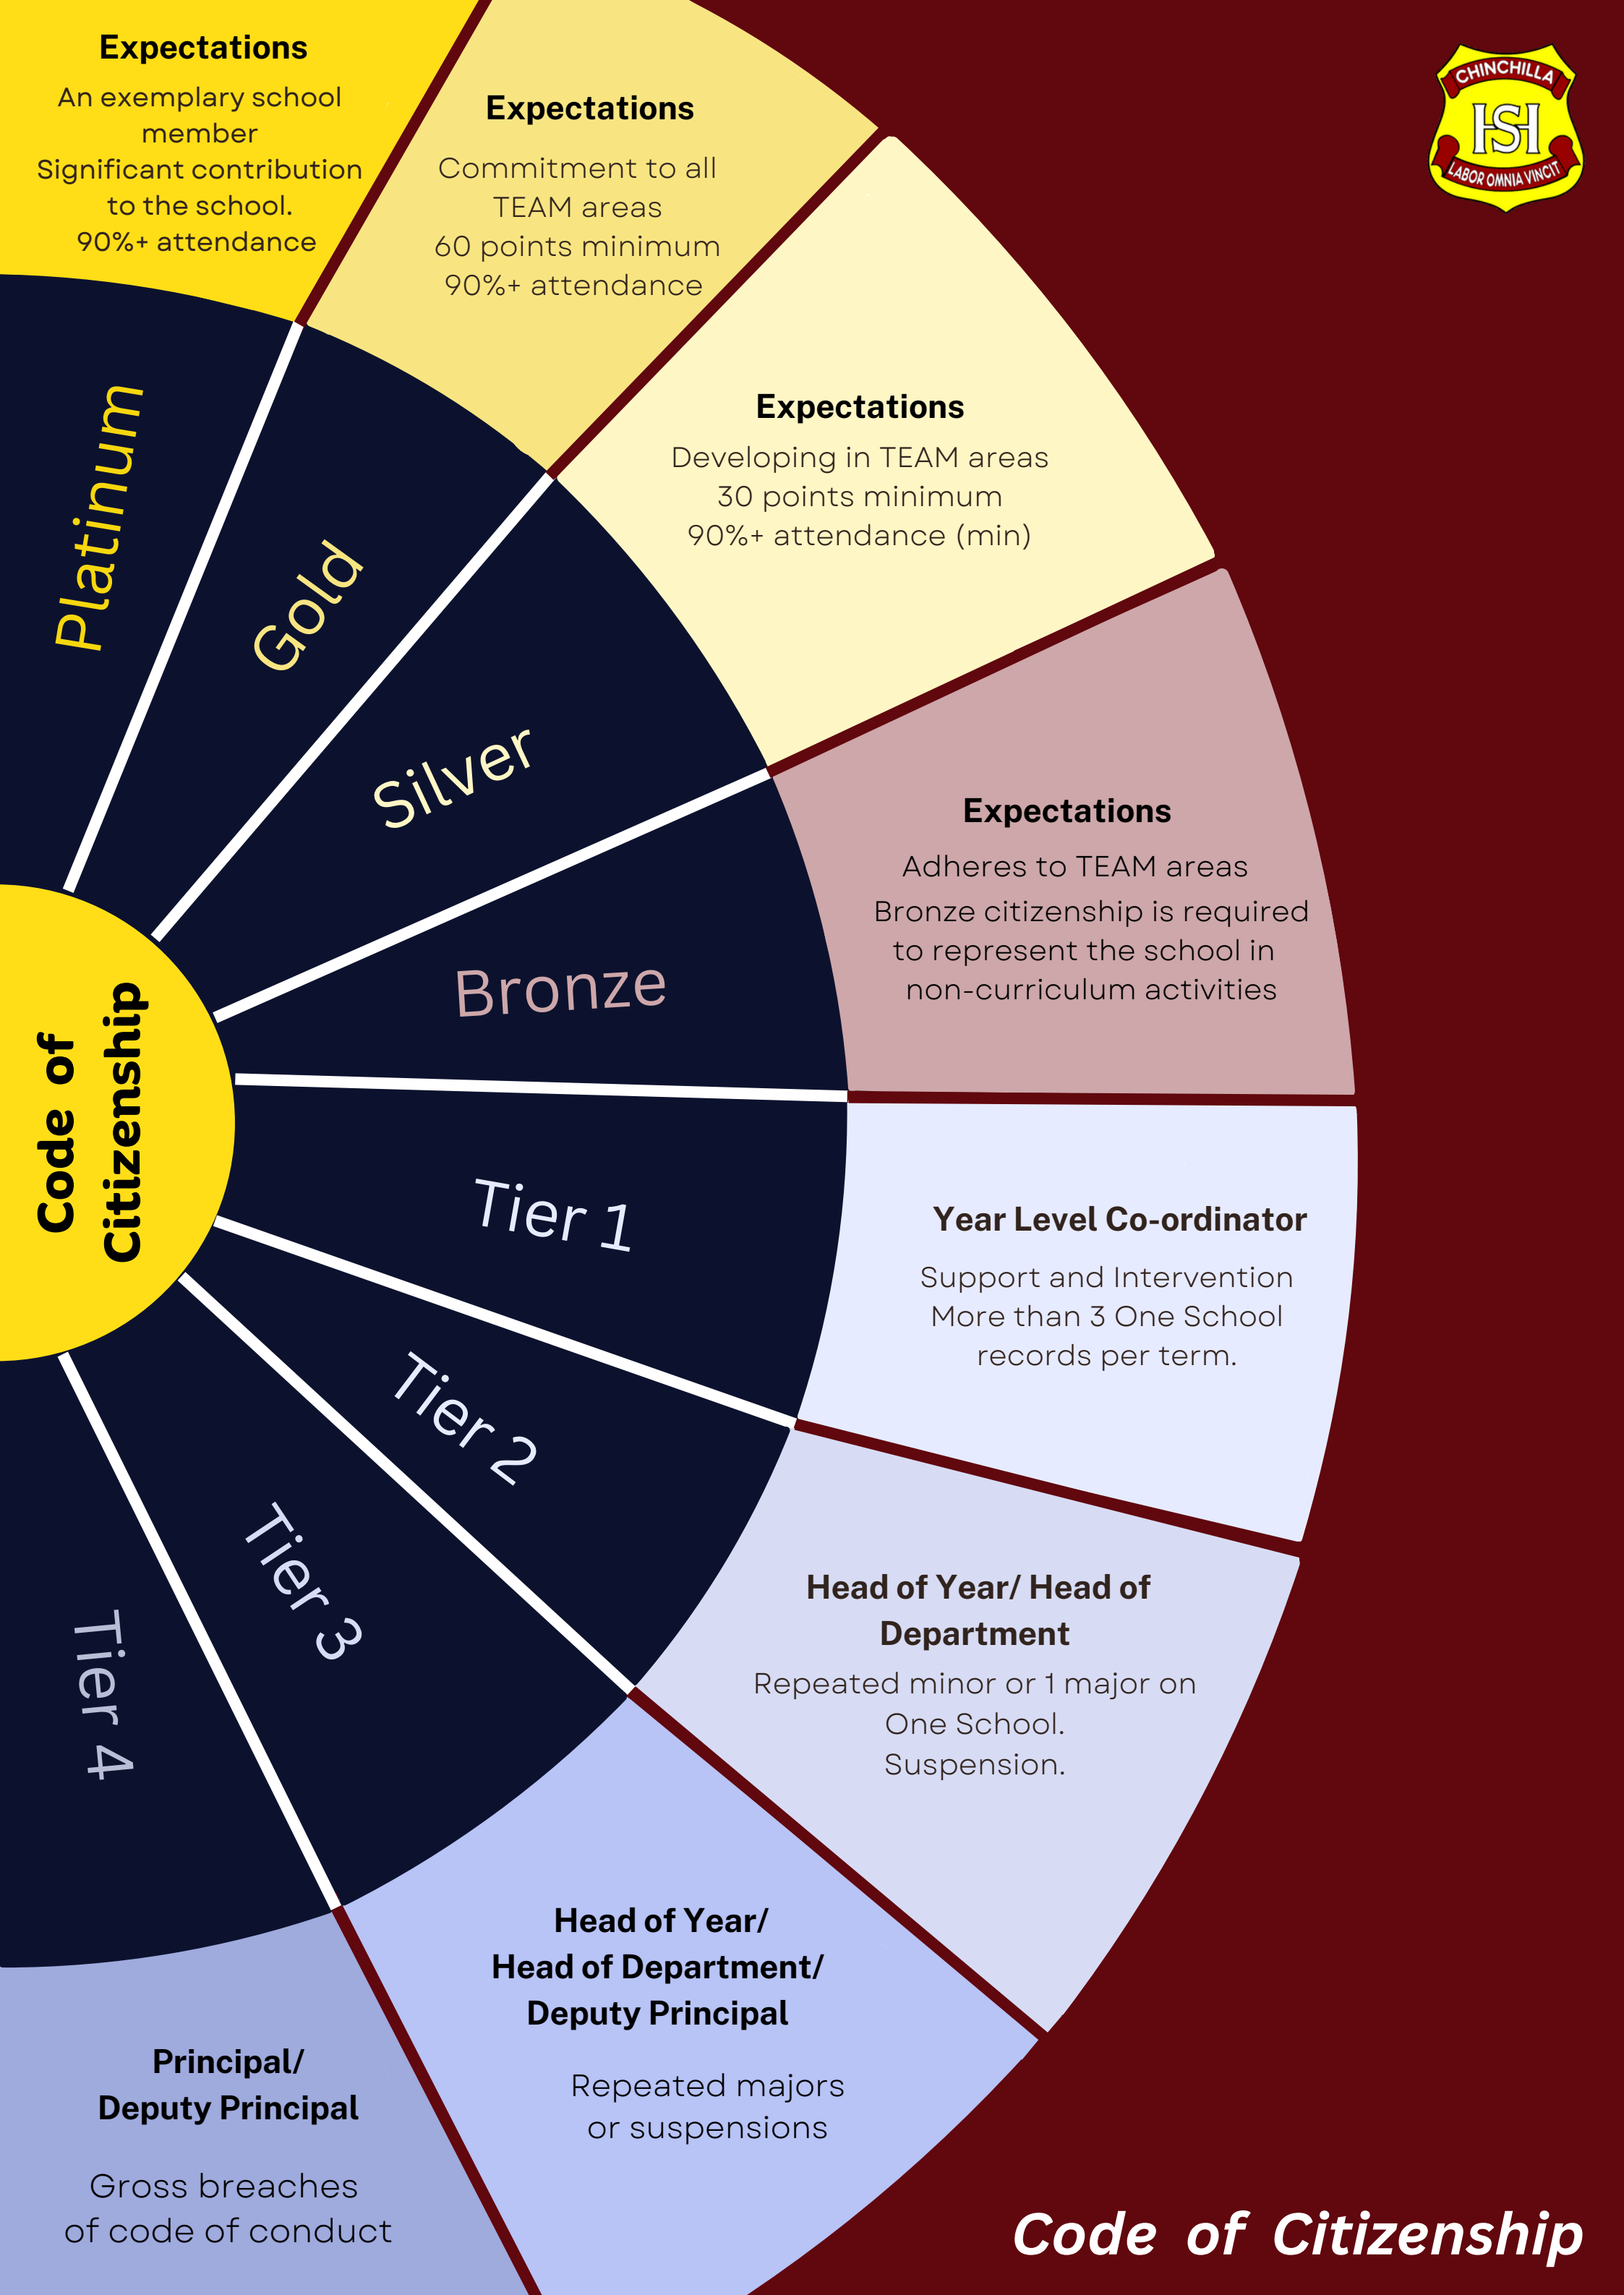 Expectations
An exemplary school
member
Significant contribution
to the school.
90%+ attendance
Expectations
Commitment to all
TEAM areas
60 points minimum
90%+ attendance
CHINCHILLA
HSH
LABOR OMNIA VINCIT
Expectations
Developing in TEAM areas
30 points minimum
90%+ attendance (min)
Expectations
Adheres to TEAM areas
Bronze citizenship is required
to represent the school in
non-curriculum activities
Platinum
Gold
Silver
Bronze
Code of
Citizenship
Tier 1
Tier 2
Tier 3
Tier 4
Year Level Co-ordinator
Support and Intervention
More than 3 One School
records per term.
Head of Year/ Head of
Department
Repeated minor or 1 major on
One School.
Suspension.
Head of Year/
Head of Department/
Deputy Principal
Repeated majors
or suspensions
Principal/
Deputy Principal
Gross breaches
of code of conduct
Code of Citizenship